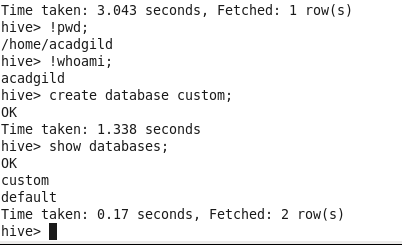 Time taken: 3.043 seconds, Fetched: 1 row(s)
hive> !pwd;
/home/acadgild
hive> !whoami;
acadgild
hive> create database custom;
OK
Time taken: 1.338 seconds
hive> show databases;
OK
custom
default
Time taken: 0.17 seconds, Fetched: 2 row(s)
hive>